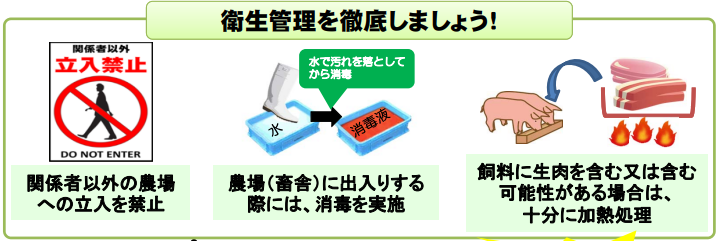 衛生管理を徹底しましょう!
関係者以外
立入禁止
DO NOT ENTER
関係者以外の農場
への立入を禁止
水で汚れを落として
から消毒
水
消毒液
農場(畜舎)に出入りする
際には、消毒を実施
飼料に生肉を含む又は含む
可能性がある場合は、
十分に加熱処理